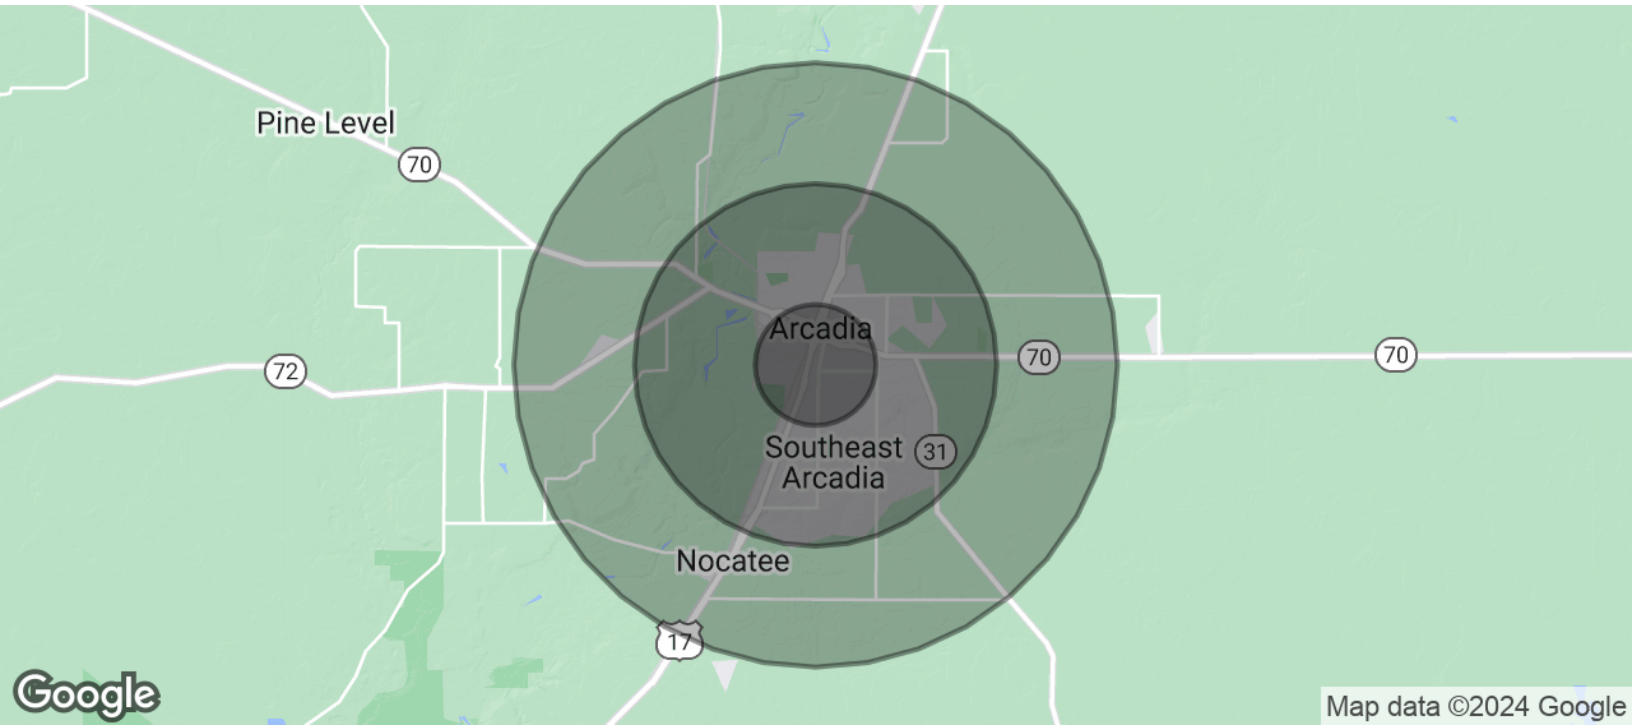 Pine Level
70
Arcadia
70
70
72
Southeast
Arcadia
31
Nocatee
17
Google
Map data ©2024 Google